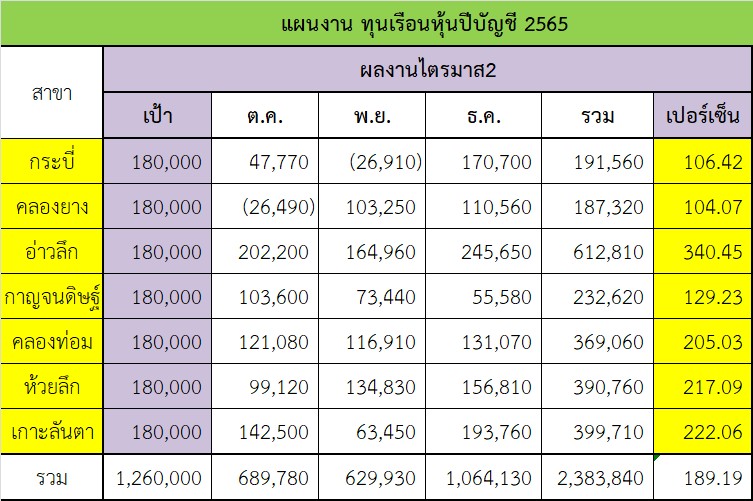 แผนงาน ทุนเรือนหุ้นปีบัญชี 2565
สาขา ผลงานไตรมาส2
เป้า ต.ค. พ.ย. ธ.ค. รวม เปอร์เซ็น
กระบี่ 180,000 47,770 (26,910) 170,700 191,560 106.42
คลองยาง 180,000 (26,490) 103,250 110,560 187,320 104.07
อ่าวลึก 180,000 202,200 164,960 245,650 612,810 340.45
กาญจนดิษฐ์ 180,000 103,600 73,440 55,580 232,620 129.23
คลองท่อม 180,000 121,080 116,910 131,070 369,060 205.03
ห้วยลึก 180,000 99,120 134,830 156,810 390,760 217.09
เกาะลันตา 180,000 142,500 63,450 193,760 399,710 222.06
รวม 1,260,000 689,780 629,930 1,064,130 2,383,840 189.19